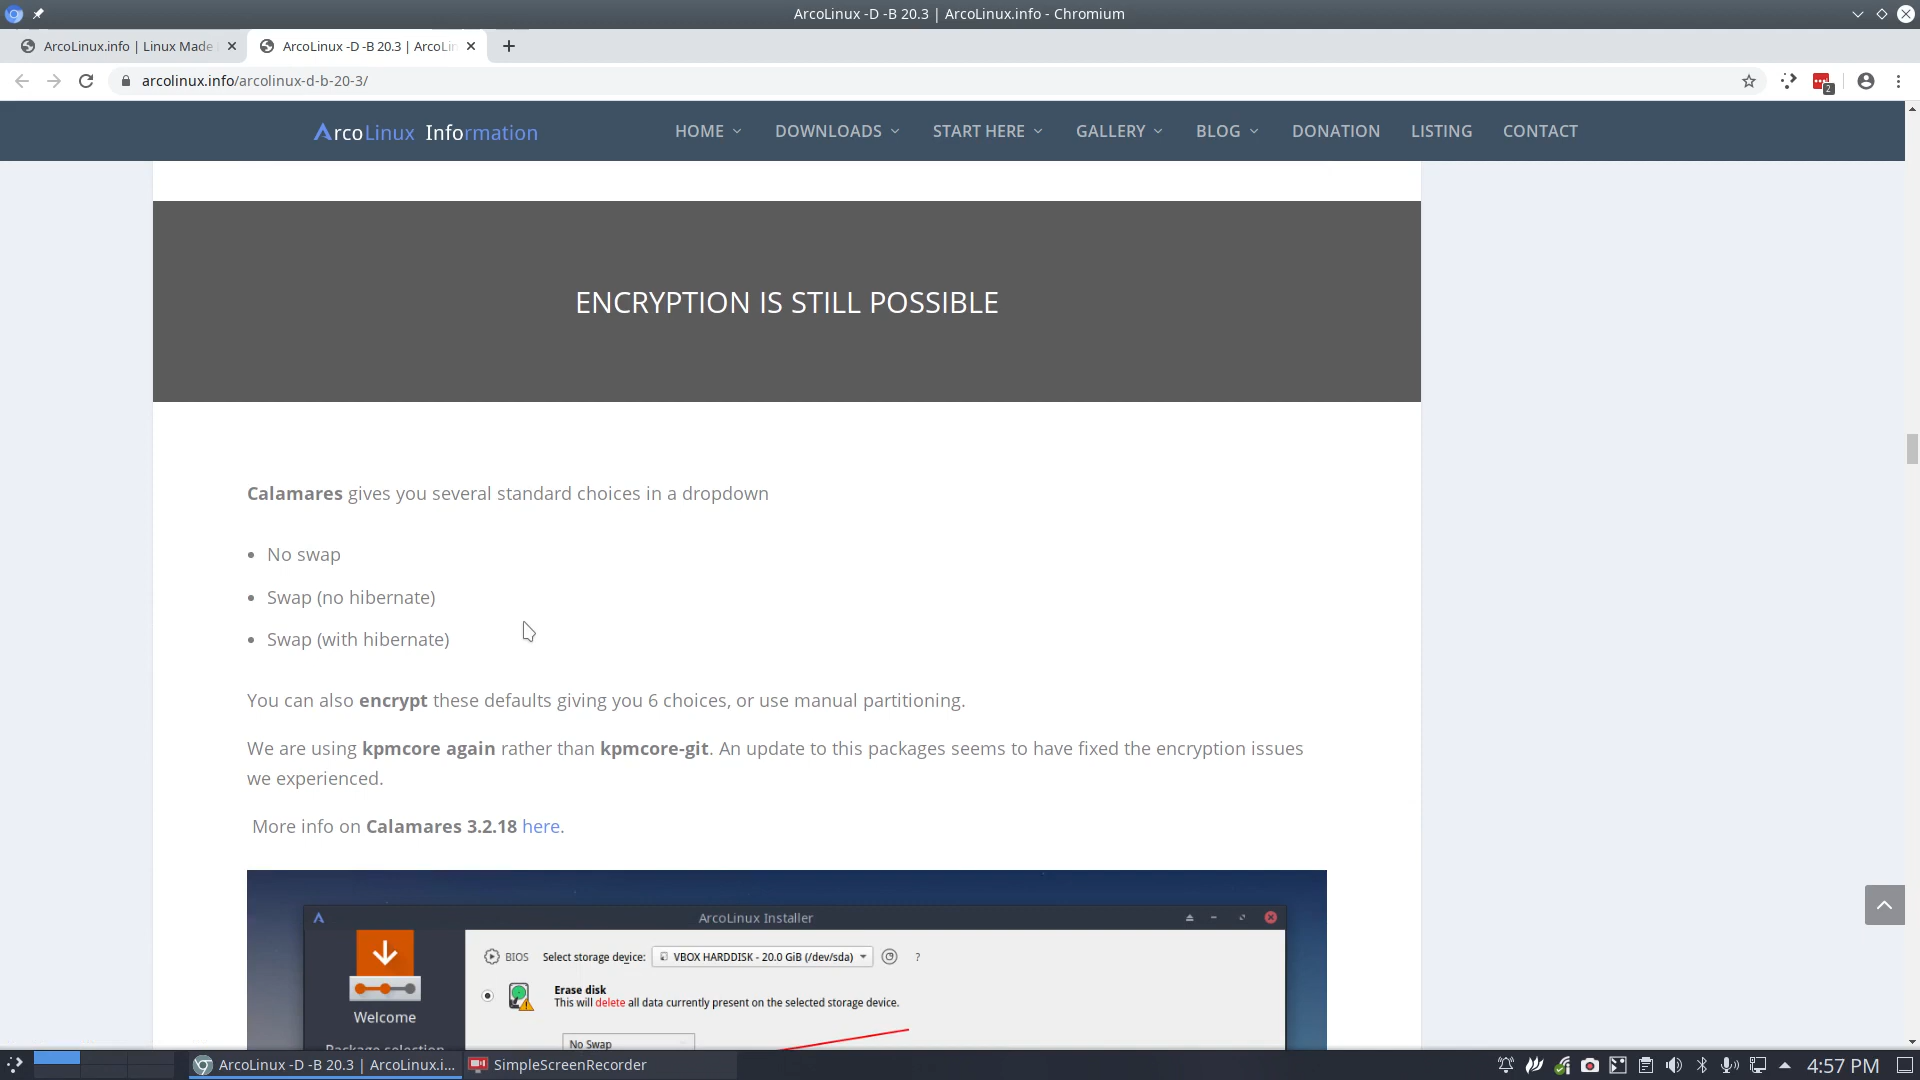 ArcoLinux -D -B 20.3 | ArcoLinux.info - Chromium
ArcoLinux.info | Linux Made
ArcoLinux -D -B 20.3 | ArcoLin
arcolinux.info/arcolinux-d-b-20-3/
2
ArcoLinux Information
HOME
DOWNLOADS
START HERE
GALLERY
BLOG
DONATION
LISTING
CONTACT
ENCRYPTION IS STILL POSSIBLE
Calamares gives you several standard choices in a dropdown
• No swap
• Swap (no hibernate)
• Swap (with hibernate)
You can also encrypt these defaults giving you 6 choices, or use manual partitioning.
We are using kpmcore again rather than kpmcore-git. An update to this packages seems to have fixed the encryption issues
we experienced.
More info on Calamares 3.2.18 here.
ArcoLinux Installer
BIOS Select storage device: VBOX HARDDISK - 20.0 GiB (/dev/sda) ?
Erase disk
This will delete all data currently present on the selected storage device.
Welcome
No Swap
Package selection
ArcoLinux -D -B 20.3 | ArcoLinux.i...
SimpleScreenRecorder
4:57 PM